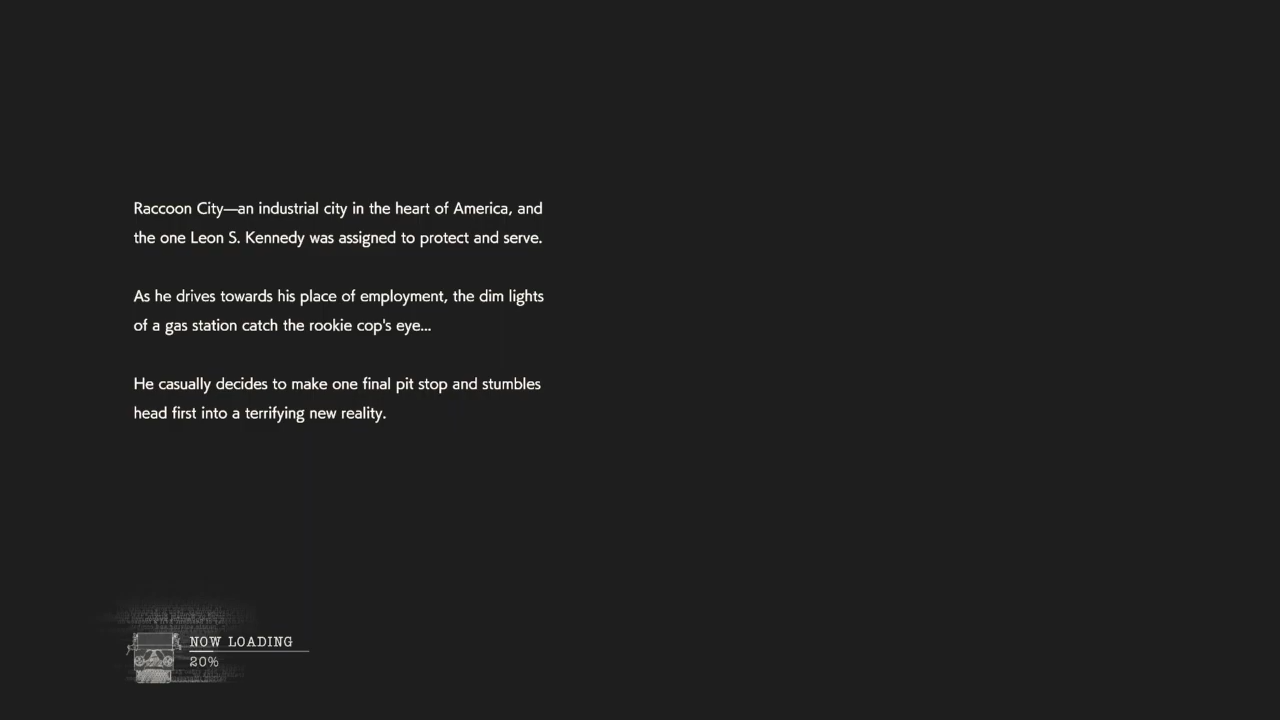 Raccoon City—an industrial city in the heart of America, and
the one Leon S. Kennedy was assigned to protect and serve.
As he drives towards his place of employment, the dim lights
of a gas station catch the rookie cop's eye...
He casually decides to make one final pit stop and stumbles
head first into a terrifying new reality.
NOW LOADING
20%